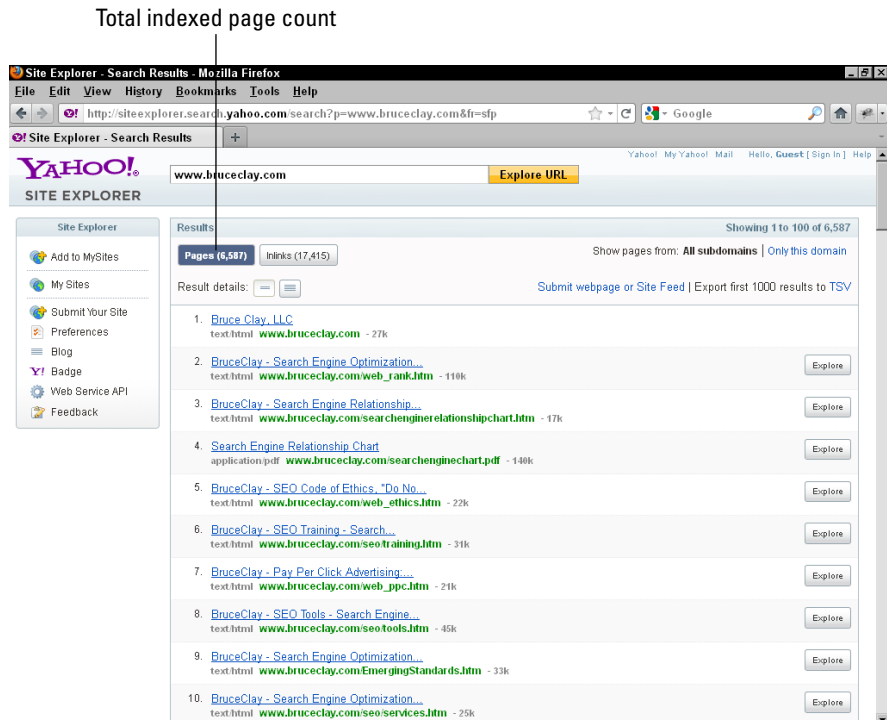 Total indexed page count
Site Explorer - Search Results - Mozilla Firefox
File Edit View History Bookmarks Tools Help
http://siteexplorer.search.yahoo.com/search?p=www.bruceclay.com&fr=sfp
Google
Site Explorer - Search Results
+
Yahoo! My Yahoo! Mail Hello, Guest [ Sign In ] Help
YAHOO!
SITE EXPLORER
www.bruceclay.com
Explore URL
Site Explorer
Add to MySites
My Sites
Submit Your Site
Preferences
Blog
Y! Badge
Web Service API
Feedback
Results
Showing 1 to 100 of 6,587
Pages (6,587)
Inlinks (17,415)
Show pages from: All subdomains | Only this domain
Result details:
Submit webpage or Site Feed | Export first 1000 results to TSV
1. Bruce Clay, LLC
text/html www.bruceclay.com - 27k
2. BruceClay - Search Engine Optimization...
text/html www.bruceclay.com/web_rank.htm - 110k
Explore
3. BruceClay - Search Engine Relationship...
text/html www.bruceclay.com/searchenginerelationshipchart.htm - 17k
Explore
4. Search Engine Relationship Chart
application/pdf www.bruceclay.com/searchenginechart.pdf - 140k
Explore
5. BruceClay - SEO Code of Ethics, "Do No...
text/html www.bruceclay.com/web_ethics.htm - 22k
Explore
6. BruceClay - SEO Training - Search...
text/html www.bruceclay.com/seo/training.htm - 31k
Explore
7. BruceClay - Pay Per Click Advertising:...
text/html www.bruceclay.com/web_ppc.htm - 21k
Explore
8. BruceClay - SEO Tools - Search Engine...
text/html www.bruceclay.com/seo/tools.htm - 45k
Explore
9. BruceClay - Search Engine Optimization...
text/html www.bruceclay.com/EmergingStandards.htm - 33k
Explore
10. BruceClay - Search Engine Optimization...
text/html www.bruceclay.com/seo/services.htm - 25k
Explore